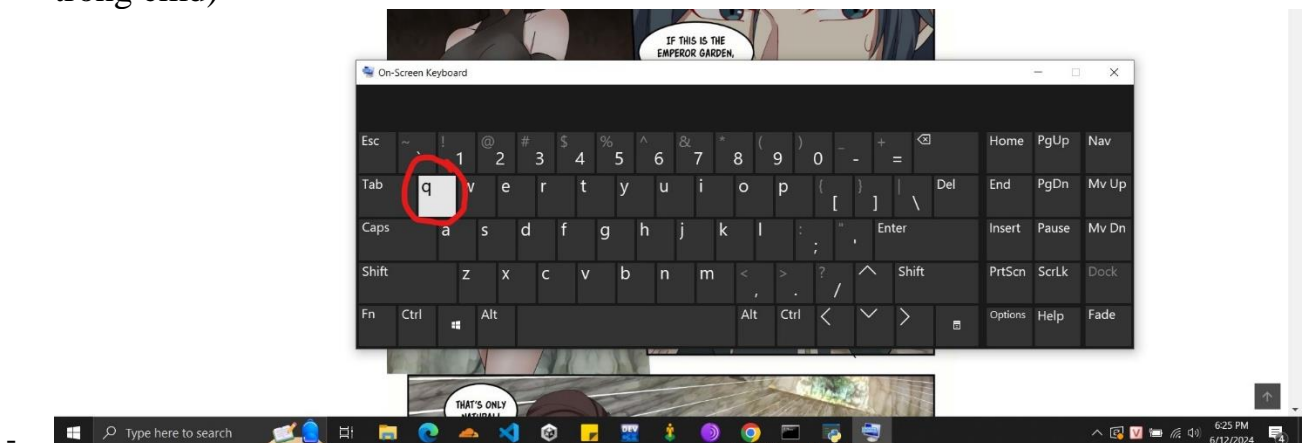 IF THIS IS THE
EMPEROR GARDEN,
On-Screen Keyboard
Esc ~ ` ! 1 @ 2 # 3 $ 4 % 5 ^ 6 & 7 * 8 ( 9 ) 0 _ - + = Home PgUp Nav
Tab q w e r t y u i o p { [ } ] | \ Del End PgDn Mv Up
Caps a s d f g h j k l : ; " ' Enter Insert Pause Mv Dn
Shift z x c v b n m < , > . ? / Shift PrtScn ScrLk Dock
Fn Ctrl Alt Alt Ctrl Options Help Fade
THAT'S ONLY
Type here to search DEV 6:25 PM
6/12/2024 4